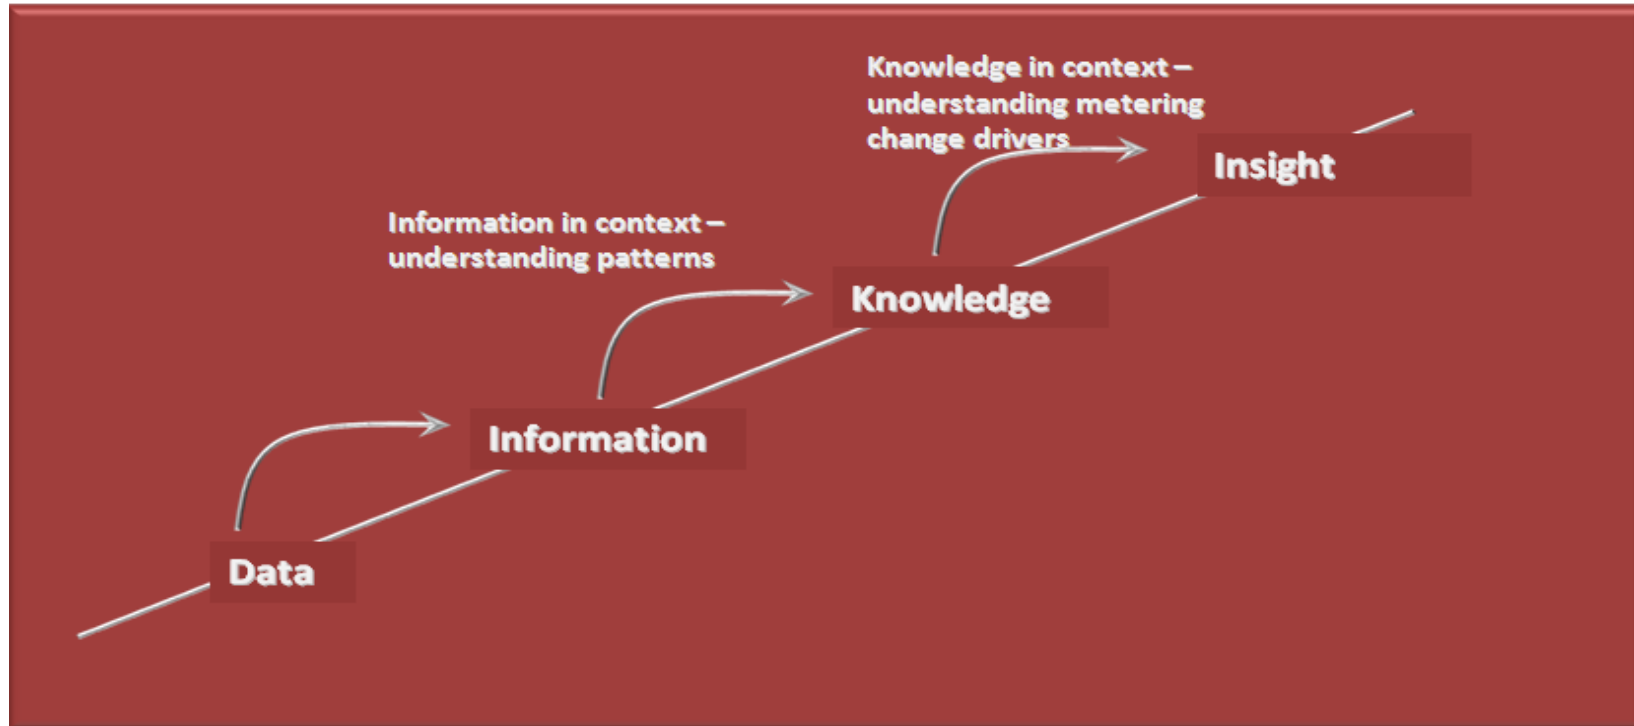 Knowledge in context –
understanding metering
change drivers
Insight
Information in context –
understanding patterns
Knowledge
Information
Data